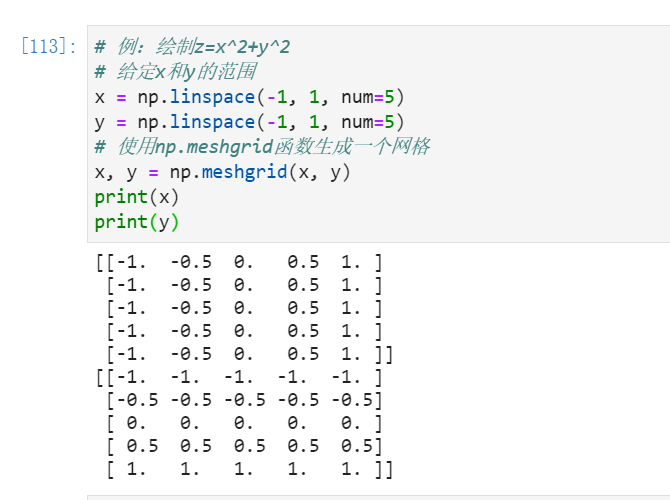 [113]: # 例：绘制z=x^2+y^2
# 给定x和y的范围
x = np.linspace(-1, 1, num=5)
y = np.linspace(-1, 1, num=5)
# 使用np.meshgrid函数生成一个网格
x, y = np.meshgrid(x, y)
print(x)
print(y)
[[-1.  -0.5  0.   0.5  1. ]
 [-1.  -0.5  0.   0.5  1. ]
 [-1.  -0.5  0.   0.5  1. ]
 [-1.  -0.5  0.   0.5  1. ]
 [-1.  -0.5  0.   0.5  1. ]]
[[-1.  -1.  -1.  -1.  -1. ]
 [-0.5 -0.5 -0.5 -0.5 -0.5]
 [ 0.   0.   0.   0.   0. ]
 [ 0.5  0.5  0.5  0.5  0.5]
 [ 1.   1.   1.   1.   1. ]]